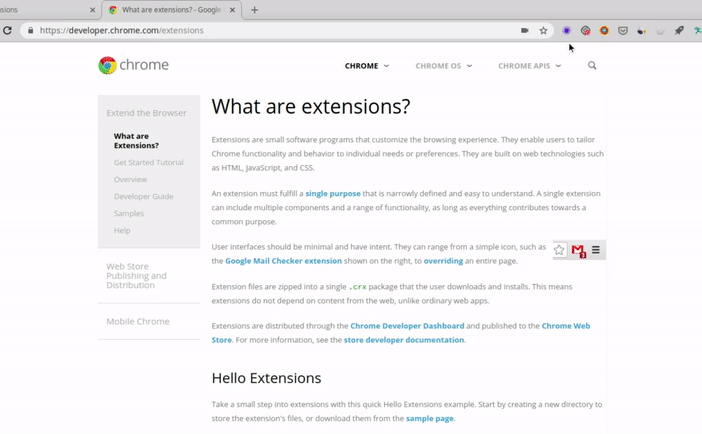 nsions
What are extensions? - Google
https://developer.chrome.com/extensions
chrome
CHROME
CHROME OS
CHROME APIS
Extend the Browser
What are
Extensions?
Get Started Tutorial
Overview
Developer Guide
Samples
Help
Web Store
Publishing and
Distribution
Mobile Chrome
What are extensions?
Extensions are small software programs that customize the browsing experience. They enable users to tailor
Chrome functionality and behavior to individual needs or preferences. They are built on web technologies such
as HTML, JavaScript, and CSS.
An extension must fulfill a single purpose that is narrowly defined and easy to understand. A single extension
can include multiple components and a range of functionality, as long as everything contributes towards a
common purpose.
User interfaces should be minimal and have intent. They can range from a simple icon, such as
the Google Mail Checker extension shown on the right, to overriding an entire page.
3
Extension files are zipped into a single .crx package that the user downloads and installs. This means
extensions do not depend on content from the web, unlike ordinary web apps.
Extensions are distributed through the Chrome Developer Dashboard and published to the Chrome Web
Store. For more information, see the store developer documentation.
Hello Extensions
Take a small step into extensions with this quick Hello Extensions example. Start by creating a new directory to
store the extension's files, or download them from the sample page.